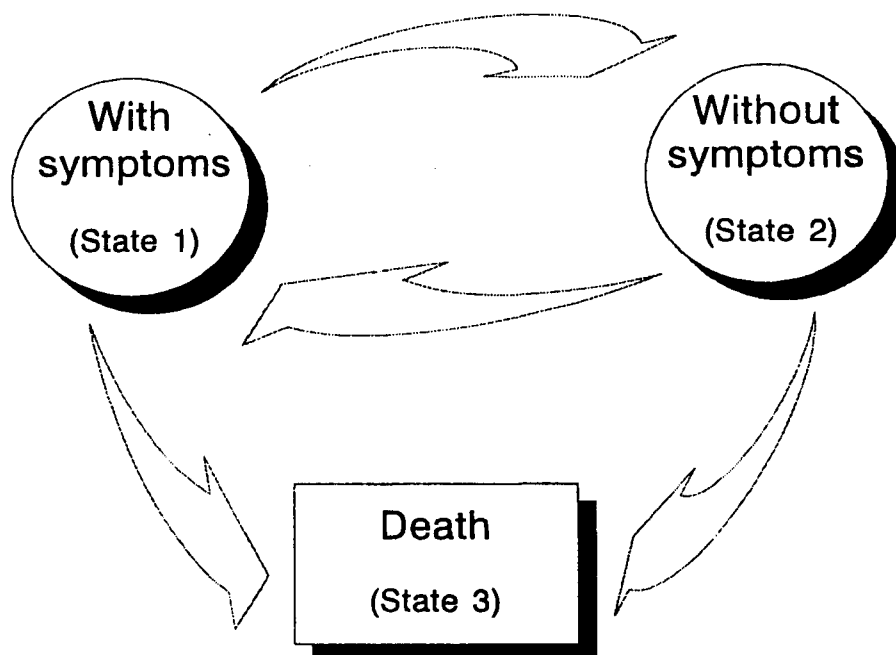 With
symptoms
(State 1)
Without
symptoms
(State 2)
Death
(State 3)